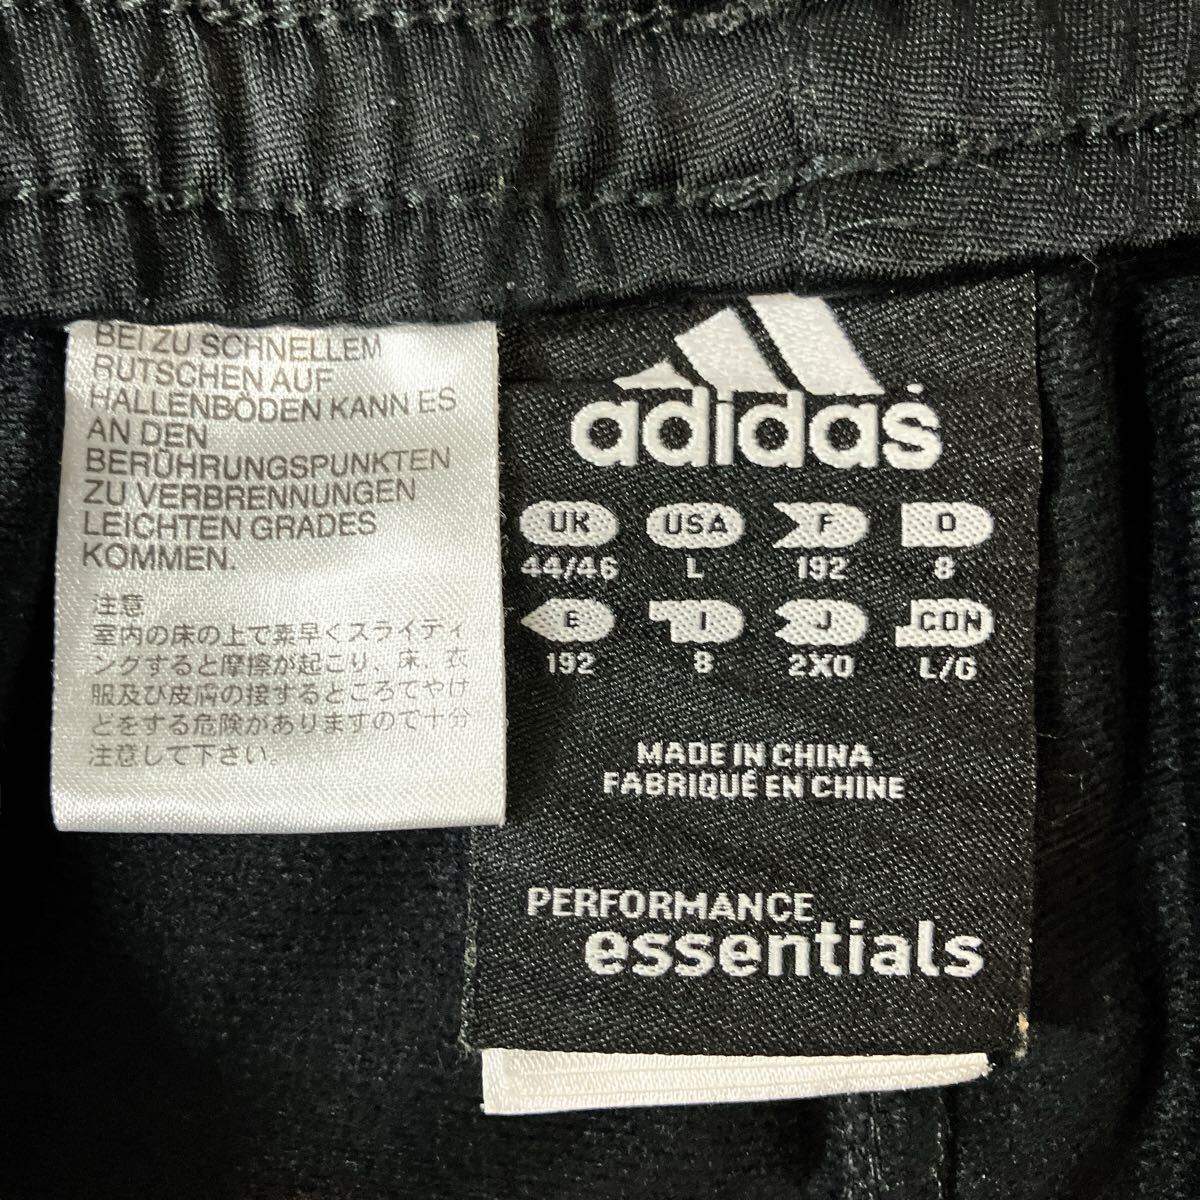 BEI ZU SCHNELLEM
RUTSCHEN AUF
HALLENBÖDEN KANN ES
AN DEN
BERÜHRUNGSPUNKTEN
ZU VERBRENNUNGEN
LEICHTEN GRADES
KOMMEN.
注意
室内の床の上で素早くスライディ
ングすると摩擦が起こり、床、衣
服及び皮膚の接するところでやけ
どをする危険がありますので十分
注意して下さい。
adidas
UK USA F D
44/46 L 192 8
E I J CON
192 8 2XO L/G
MADE IN CHINA
FABRIQUÉ EN CHINE
PERFORMANCE
essentials